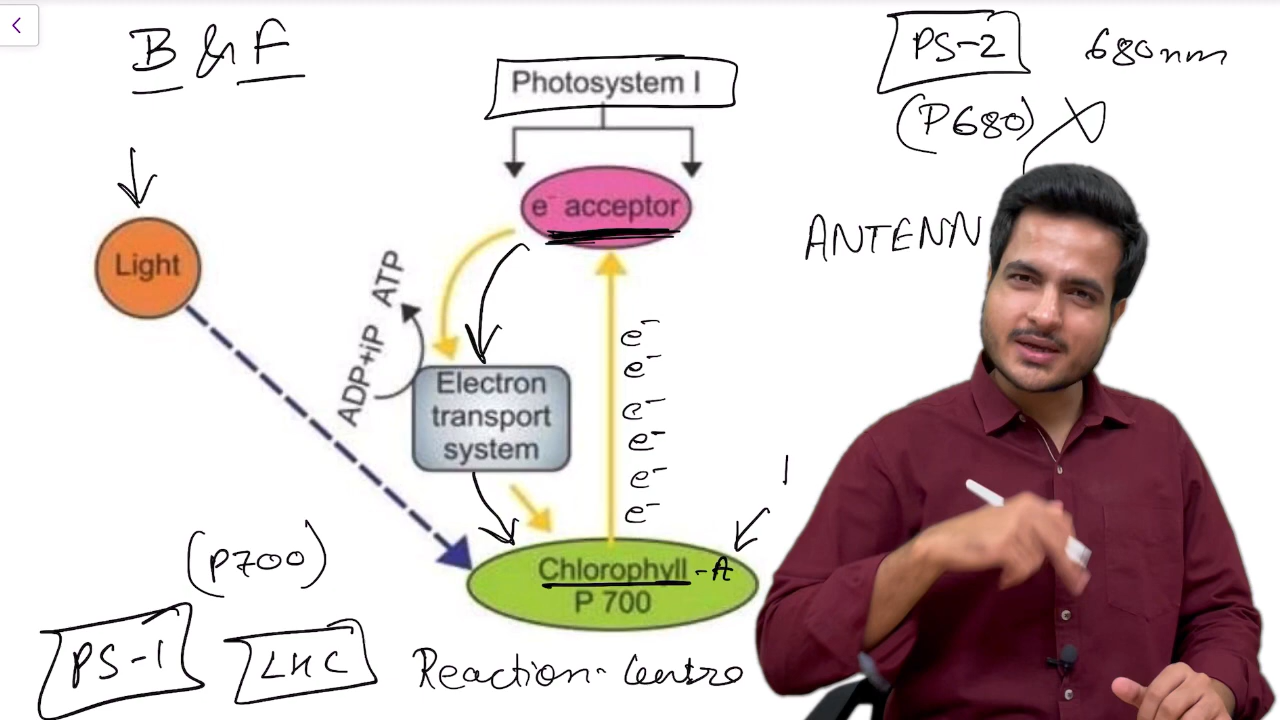 B & F
Photosystem I
PS-2
680nm
(P680)
e⁻ acceptor
ANTENN
Light
ATP
ADP+iP
e⁻
e⁻
e⁻
e⁻
e⁻
e⁻
Electron
transport
system
Chlorophyll - A
P 700
(P700)
PS-1
LHC
Reaction-Centre